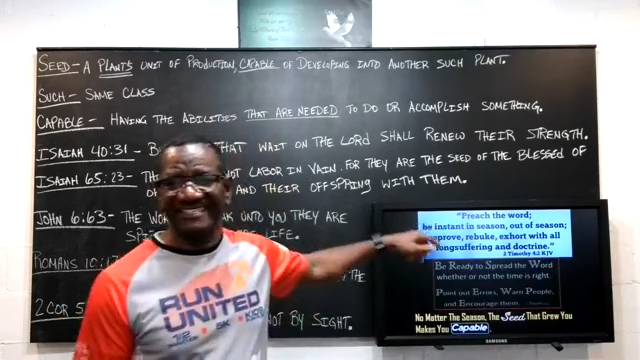 SEED - A PLANT'S UNIT OF PRODUCTION, CAPABLE OF DEVELOPING INTO ANOTHER SUCH PLANT.
SUCH - SAME CLASS
CAPABLE - HAVING THE ABILITIES THAT ARE NEEDED TO DO OR ACCOMPLISH SOMETHING.
ISAIAH 40:31 - THAT WAIT ON THE LORD SHALL RENEW THEIR STRENGTH.
ISAIAH 65:23 - NOT LABOR IN VAIN. FOR THEY ARE THE SEED OF THE BLESSED OF
AND THEIR OFFSPRING WITH THEM.
JOHN 6:63 - THE YOU THEY ARE
LIFE.
ROMANS
THE
2 COR 5
NOT BY SIGHT.
"Preach the word;
be instant in season, out of season;
rebuke, exhort with all
longsuffering and doctrine."
2 Timothy 4:2 KJV
Be Ready to Spread the Word
whether or not the time is right.
Point out Errors, Warn People,
and Encourage them.
No Matter The Season, The Seed That Grew You
Makes You Capable.
SAMSUNG
RUN
UNITED
5K